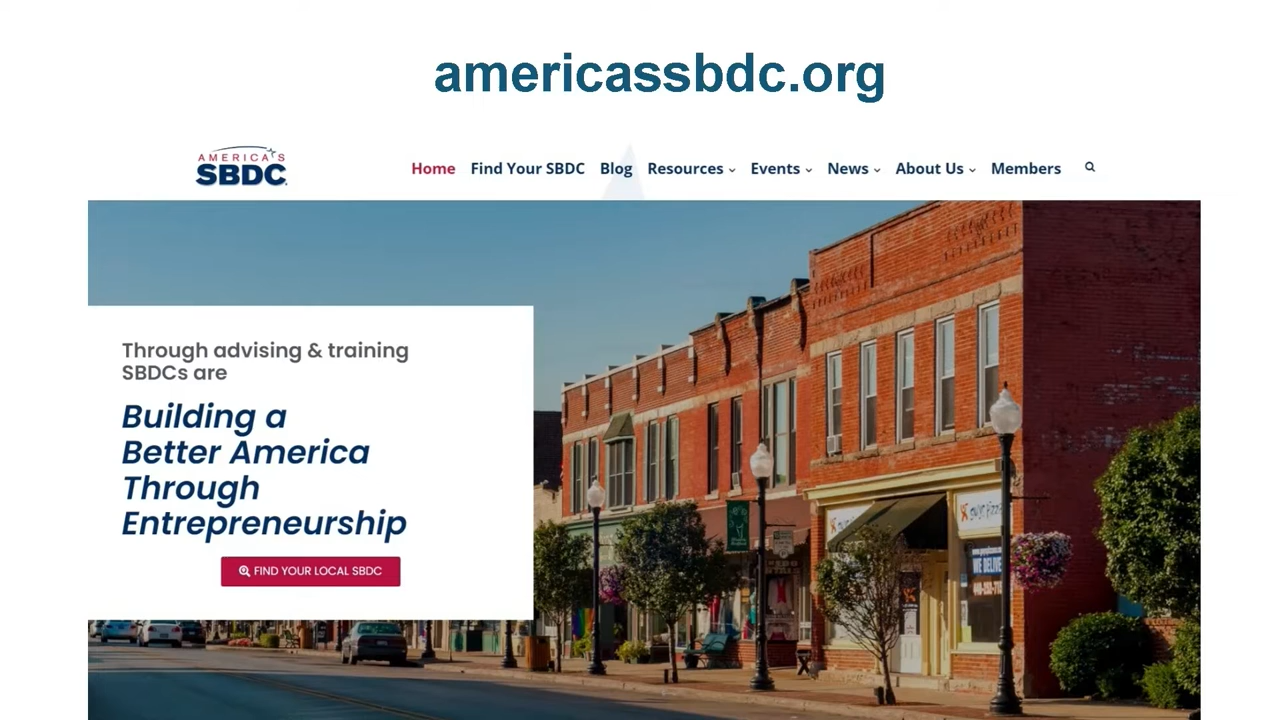 americassbdc.org
AMERICA'S
SBDC
Home Find Your SBDC Blog Resources Events News About Us Members
Through advising & training
SBDCs are
Building a
Better America
Through
Entrepreneurship
FIND YOUR LOCAL SBDC
WE DELIVER